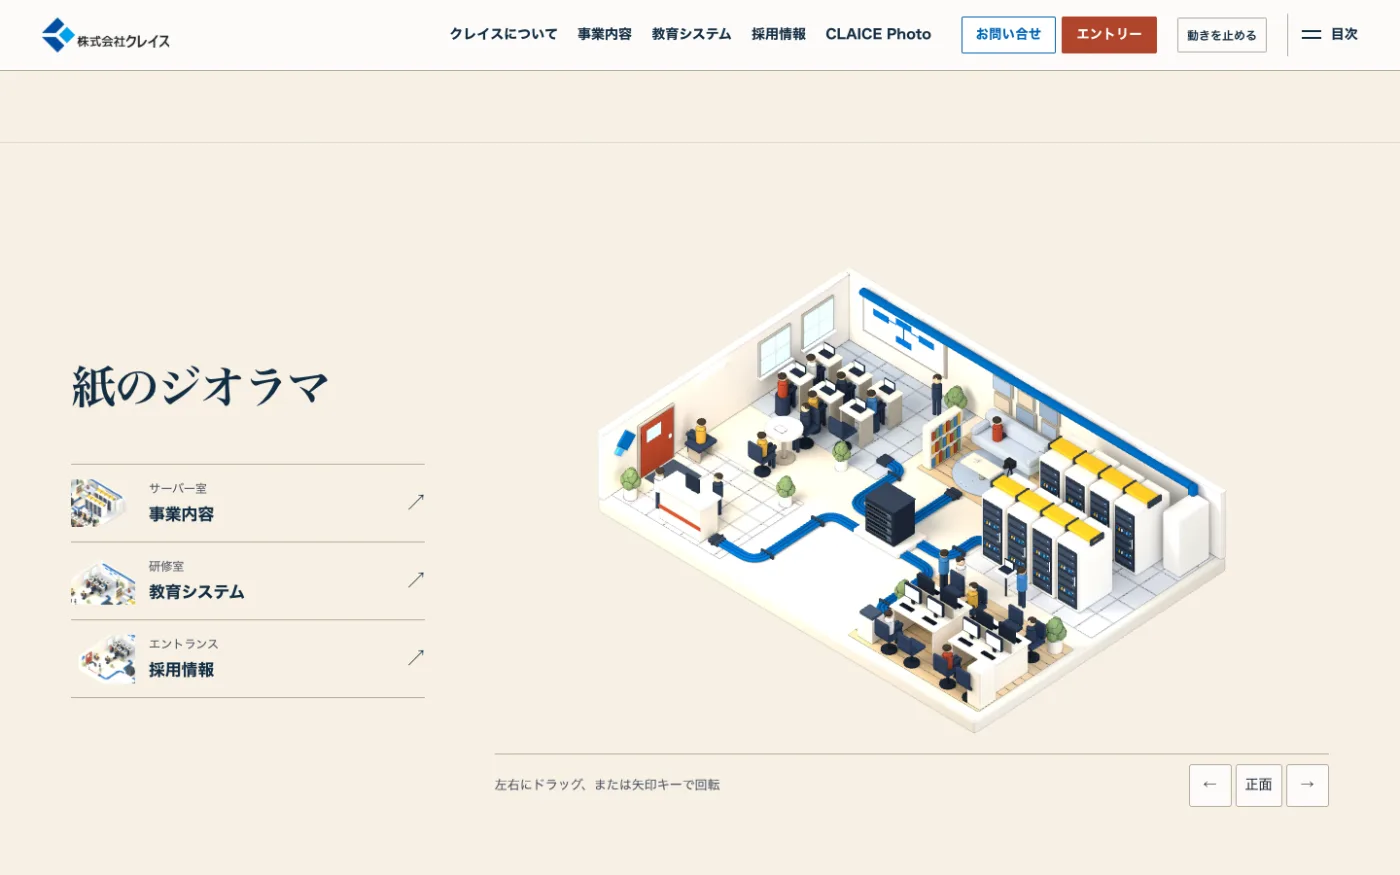 株式会社クレイス
クレイスについて
事業内容
教育システム
採用情報
CLAICE Photo
お問い合せ
エントリー
動きを止める
目次
紙のジオラマ
サーバー室
事業内容
研修室
教育システム
エントランス
採用情報
左右にドラッグ、または矢印キーで回転
←
正面
→